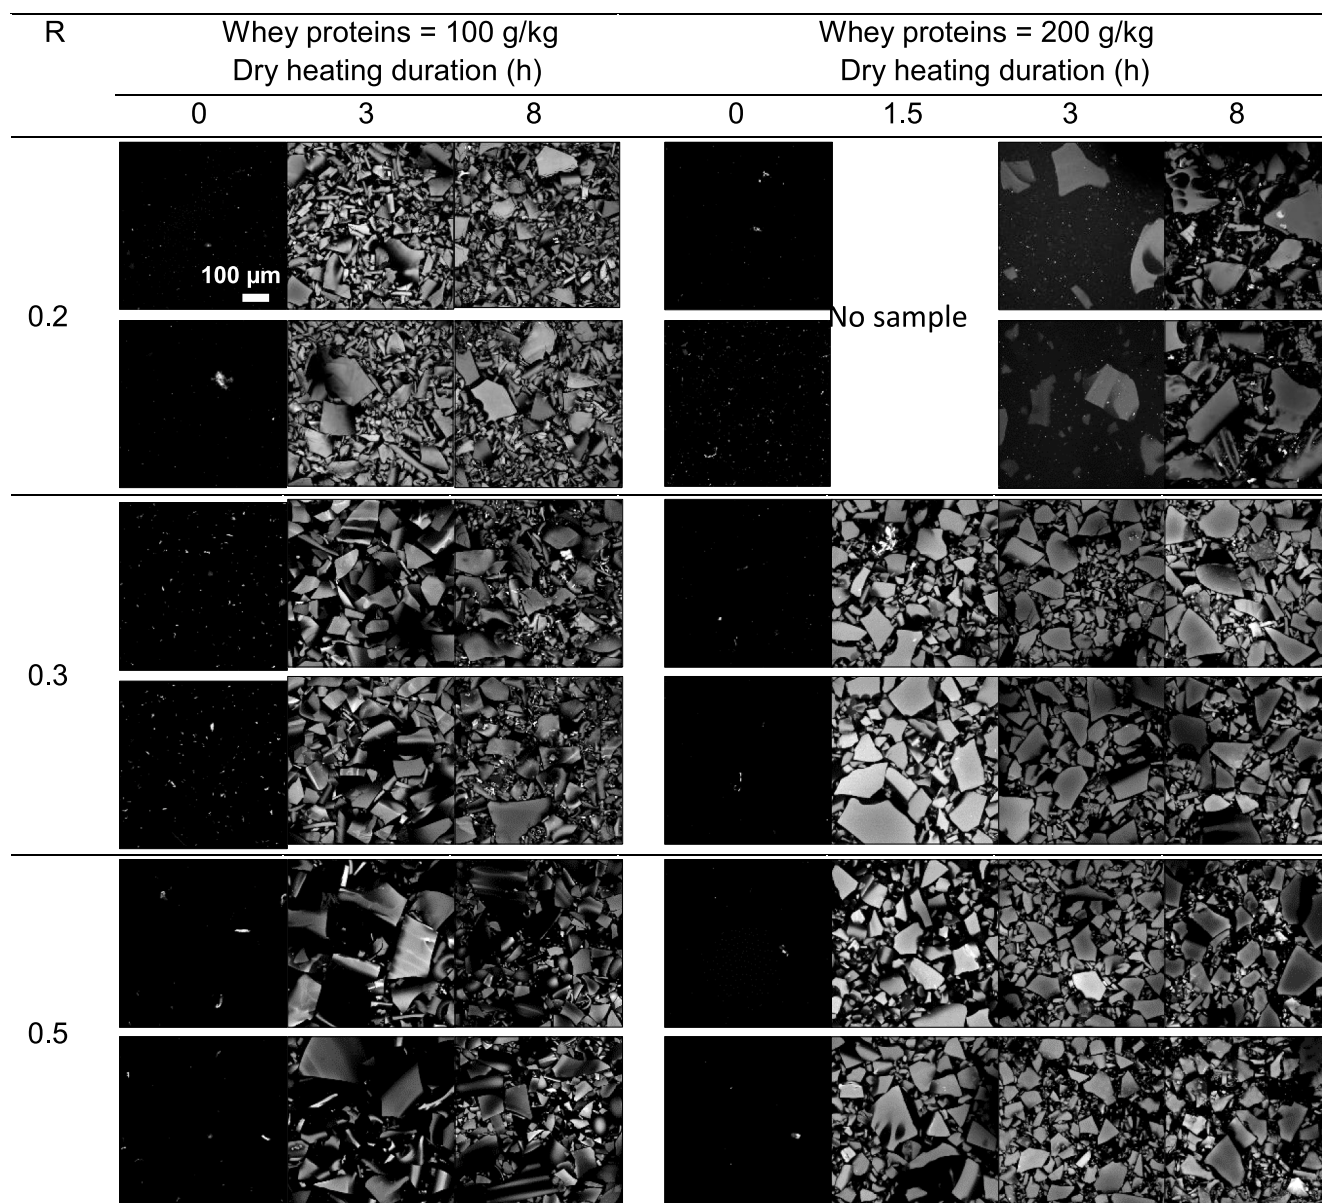 R
Whey proteins = 100 g/kg
Whey proteins = 200 g/kg
Dry heating duration (h)
Dry heating duration (h)
0
3
8
0
1.5
3
8
100 µm
0.2
No sample
0.3
0.5